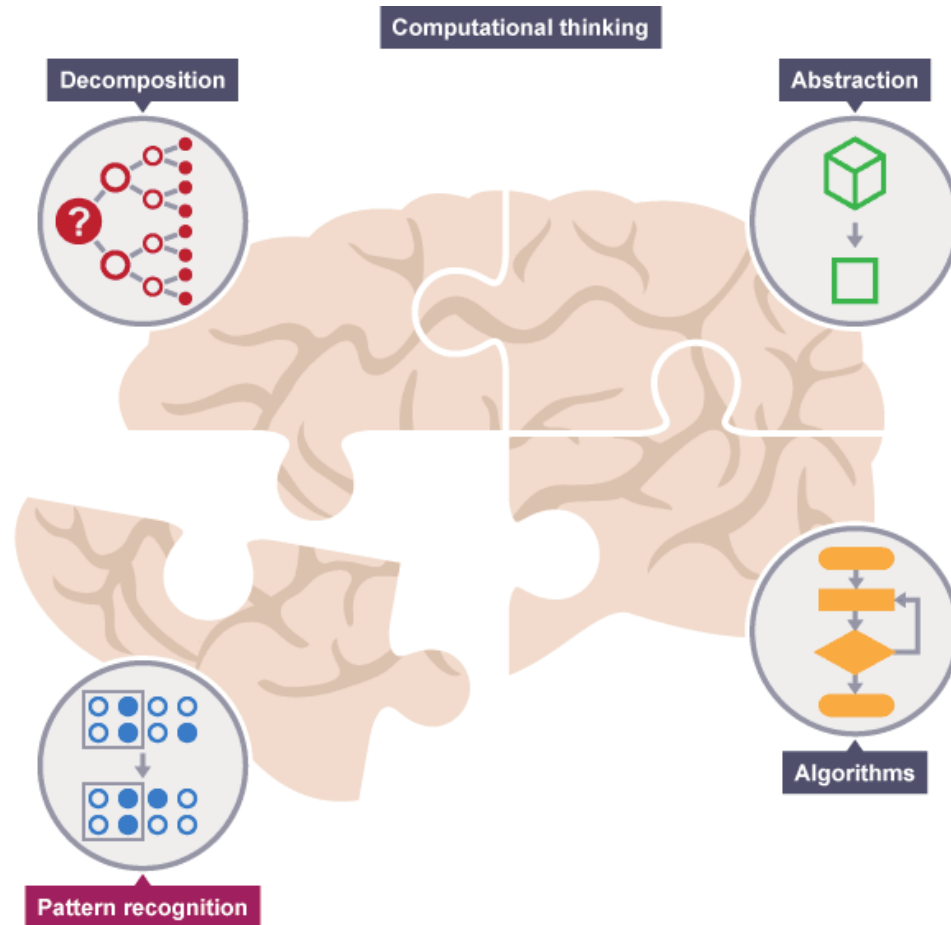 Computational thinking
Decomposition
Abstraction
?
Algorithms
Pattern recognition